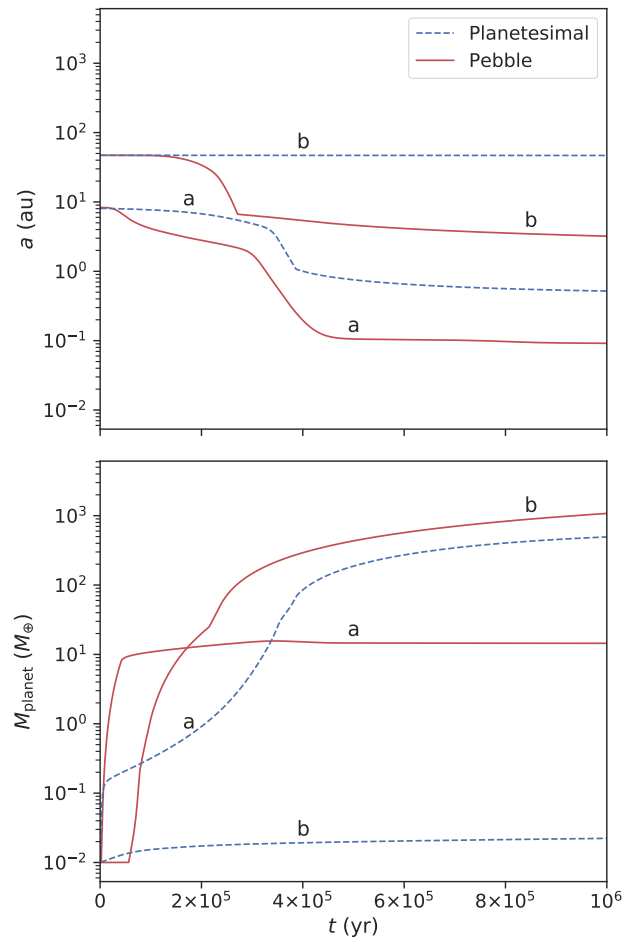 Planetesimal
Pebble
10³
10²
10¹
10⁰
10⁻¹
10⁻²
a (au)
b
a
b
a
10³
10²
10¹
10⁰
10⁻¹
10⁻²
M_planet (M_⊕)
b
a
a
b
0
2×10⁵
4×10⁵
6×10⁵
8×10⁵
10⁶
t (yr)